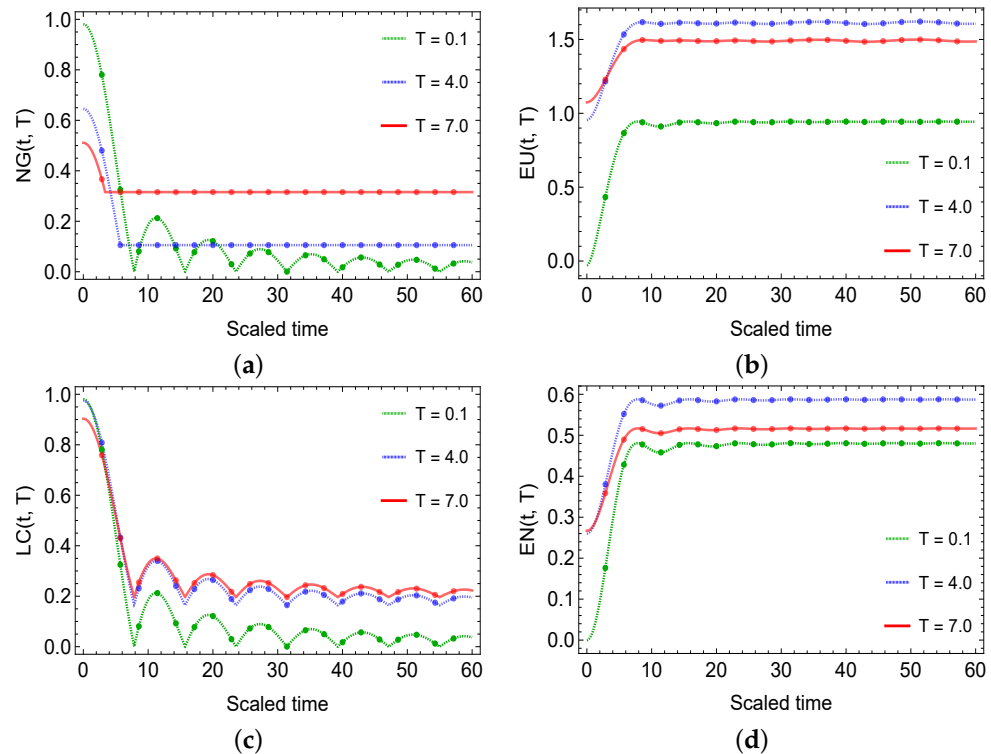 NG(t, T)
1.0
0.8
0.6
0.4
0.2
0.0
0 10 20 30 40 50 60
Scaled time
T = 0.1
T = 4.0
T = 7.0
(a)
EU(t, T)
1.5
1.0
0.5
0.0
0 10 20 30 40 50 60
Scaled time
T = 0.1
T = 4.0
T = 7.0
(b)
LC(t, T)
1.0
0.8
0.6
0.4
0.2
0.0
0 10 20 30 40 50 60
Scaled time
T = 0.1
T = 4.0
T = 7.0
(c)
EN(t, T)
0.6
0.5
0.4
0.3
0.2
0.1
0.0
0 10 20 30 40 50 60
Scaled time
T = 0.1
T = 4.0
T = 7.0
(d)